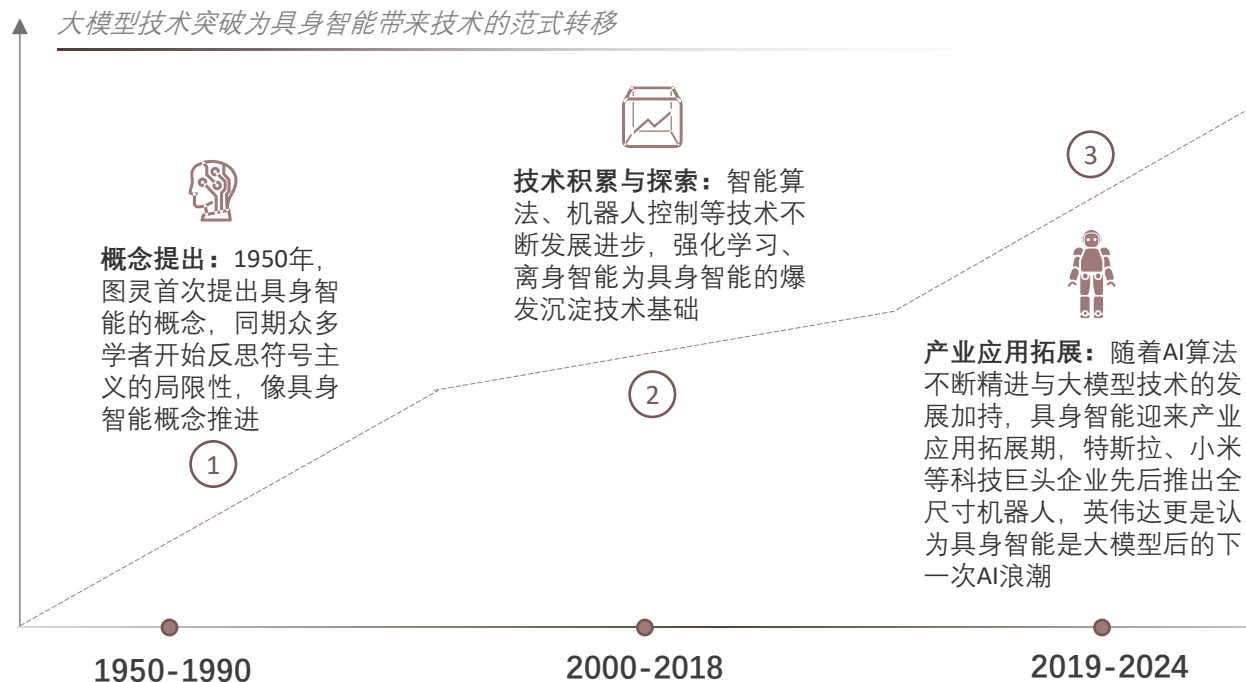 大模型技术突破为具身智能带来技术的范式转移
概念提出：1950年，
图灵首次提出具身智
能的概念，同期众多
学者开始反思符号主
义的局限性，像具身
智能概念推进
1
技术积累与探索：智能算
法、机器人控制等技术不
断发展进步，强化学习、
离身智能为具身智能的爆
发沉淀技术基础
2
3
产业应用拓展：随着AI算法
不断精进与大模型技术的发
展加持，具身智能迎来产业
应用拓展期，特斯拉、小米
等科技巨头企业先后推出全
尺寸机器人，英伟达更是认
为具身智能是大模型后的下
一次AI浪潮
1950-1990
2000-2018
2019-2024